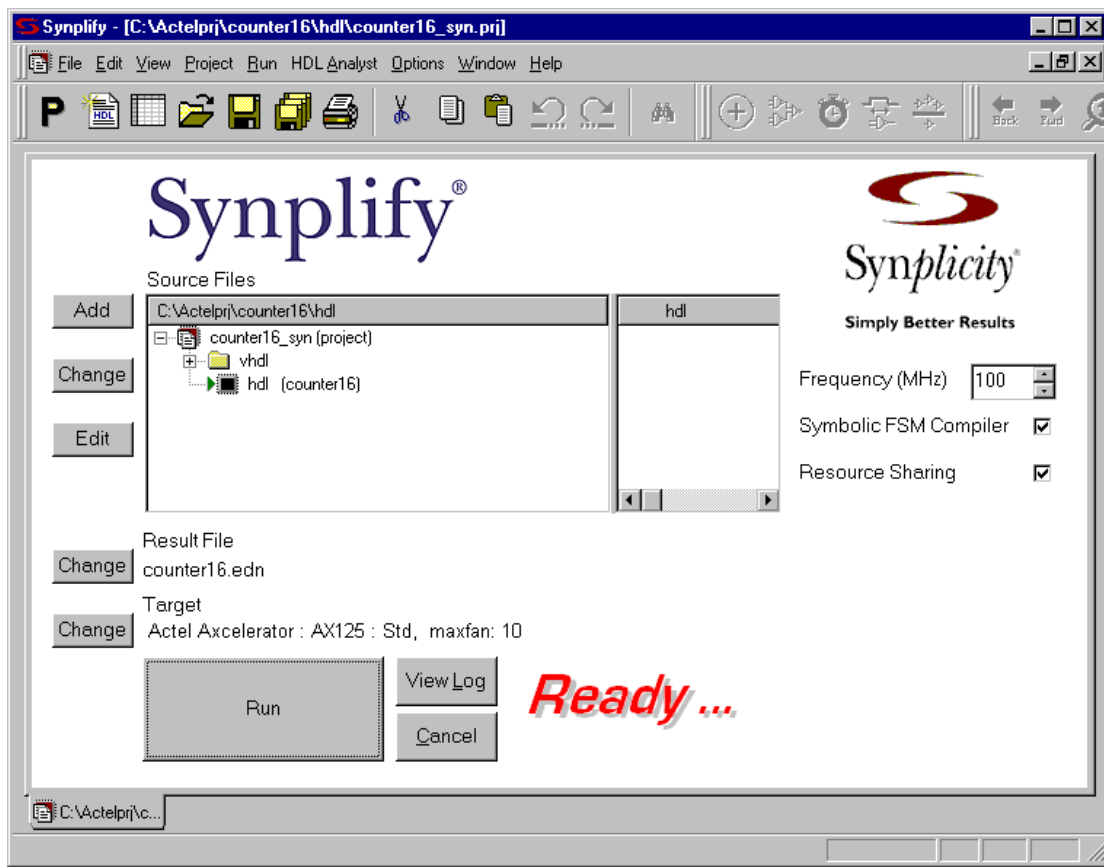 Synplify - [C:\Actelprj\counter16\hdl\counter16_syn.prj]
File Edit View Project Run HDL Analyst Options Window Help
P HDL Back Fwd
Synplify®
Synplicity®
Simply Better Results
Source Files
Add
C:\Actelprj\counter16\hdl hdl
counter16_syn (project)
vhdl
hdl (counter16)
Change
Edit
Frequency (MHz) 100
Symbolic FSM Compiler
Resource Sharing
Result File
Change counter16.edn
Target
Change Actel Axcelerator : AX125 : Std, maxfan: 10
Run
View Log
Cancel
Ready ...
C:\Actelprj\c...